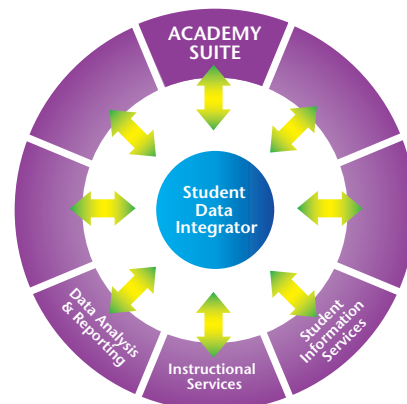 ACADEMY
SUITE
Student
Data
Integrator
Data Analysis
& Reporting
Instructional
Services
Student
Information
Services